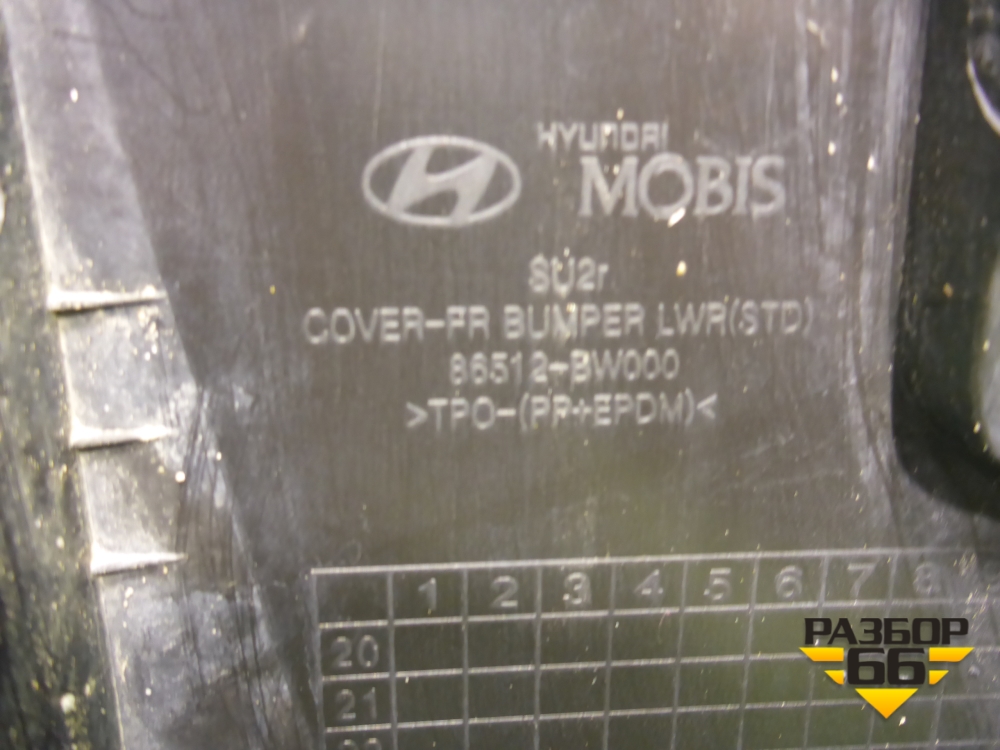 HYUNDAI
MOBIS
SU2r
COVER-FR BUMPER LWR(STD)
86512-BW000
>TPO-(PP+EPDM)<
1 2 3 4 5 6 7 8
20
21
РАЗБОР
66